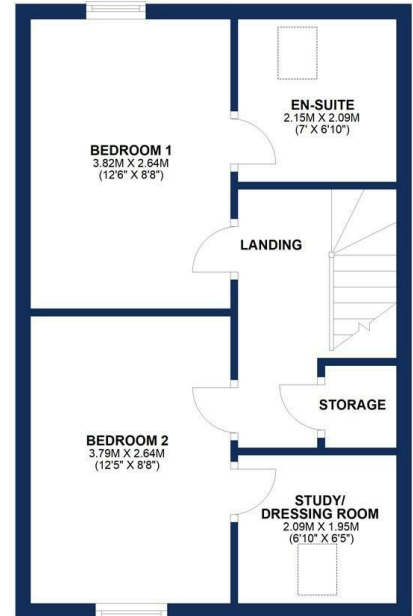 EN-SUITE
2.15M X 2.09M
(7' X 6'10")
BEDROOM 1
3.82M X 2.64M
(12'6" X 8'8")
LANDING
STORAGE
BEDROOM 2
3.79M X 2.64M
(12'5" X 8'8")
STUDY/
DRESSING ROOM
2.09M X 1.95M
(6'10" X 6'5")